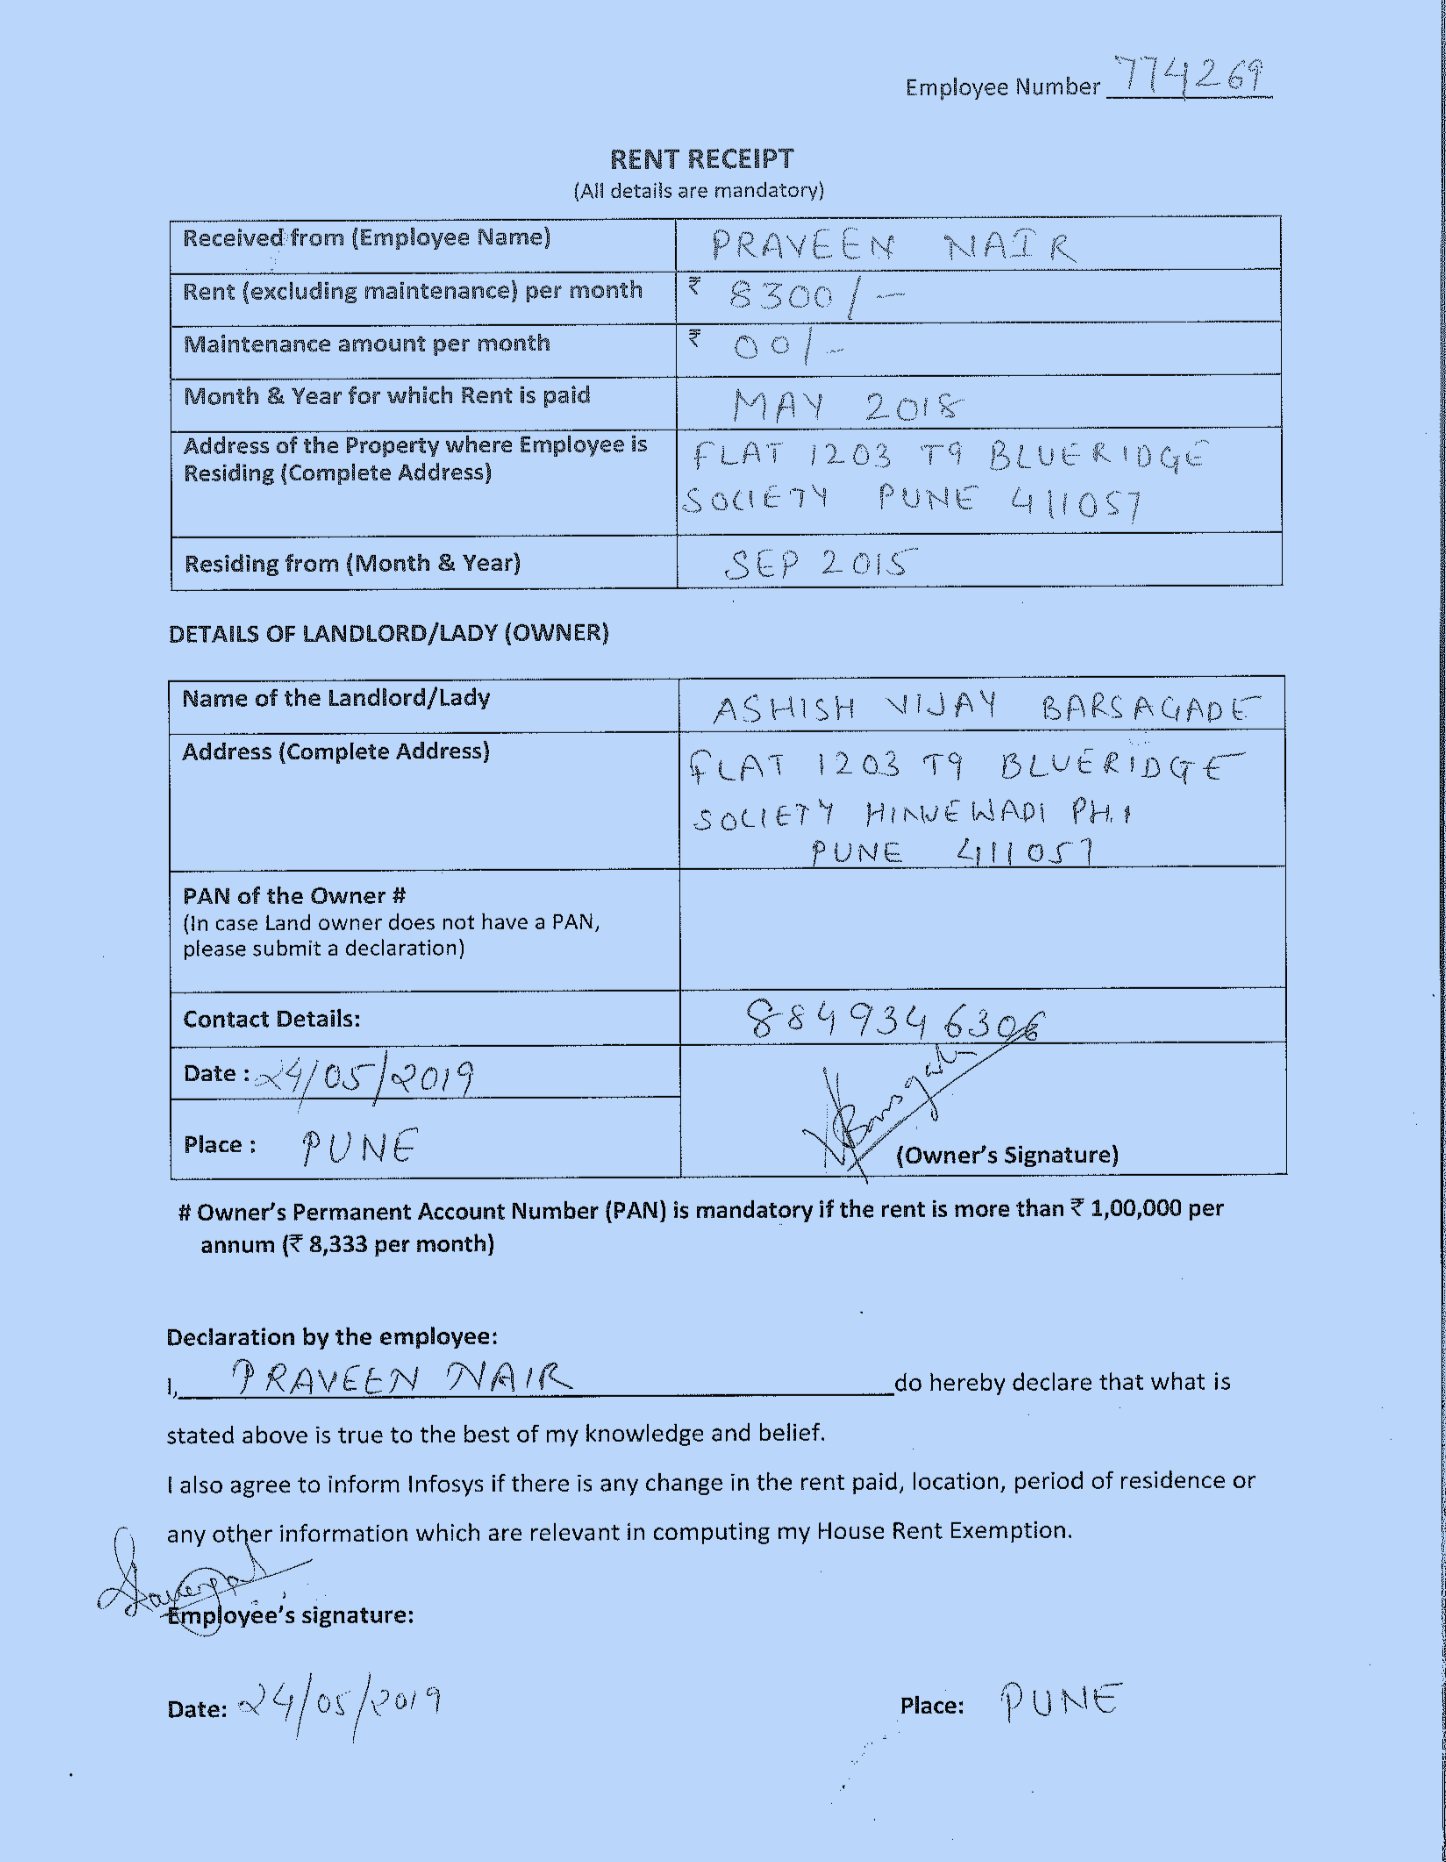 Employee Number 774269
RENT RECEIPT
(All details are mandatory)
Received from (Employee Name) PRAVEEN NAIR
Rent (excluding maintenance) per month ₹ 8300/-
Maintenance amount per month ₹ 00/-
Month & Year for which Rent is paid MAY 2018
Address of the Property where Employee is
Residing (Complete Address)
FLAT 1203 T9 BLUERIDGE
SOCIETY PUNE 411057
Residing from (Month & Year) SEP 2015
DETAILS OF LANDLORD/LADY (OWNER)
Name of the Landlord/Lady ASHISH VIJAY BARSAGADE
Address (Complete Address) FLAT 1203 T9 BLUERIDGE
SOCIETY HINJEWADI PH.1
PUNE 411057
PAN of the Owner #
(In case Land owner does not have a PAN,
please submit a declaration)
Contact Details: 8849346306
Date : 24/05/2019
Place : PUNE
(Owner's Signature)
# Owner's Permanent Account Number (PAN) is mandatory if the rent is more than ₹ 1,00,000 per
annum (₹ 8,333 per month)
Declaration by the employee:
I, PRAVEEN NAIR do hereby declare that what is
stated above is true to the best of my knowledge and belief.
I also agree to inform Infosys if there is any change in the rent paid, location, period of residence or
any other information which are relevant in computing my House Rent Exemption.
Employee's signature:
Date: 24/05/2019 Place: PUNE